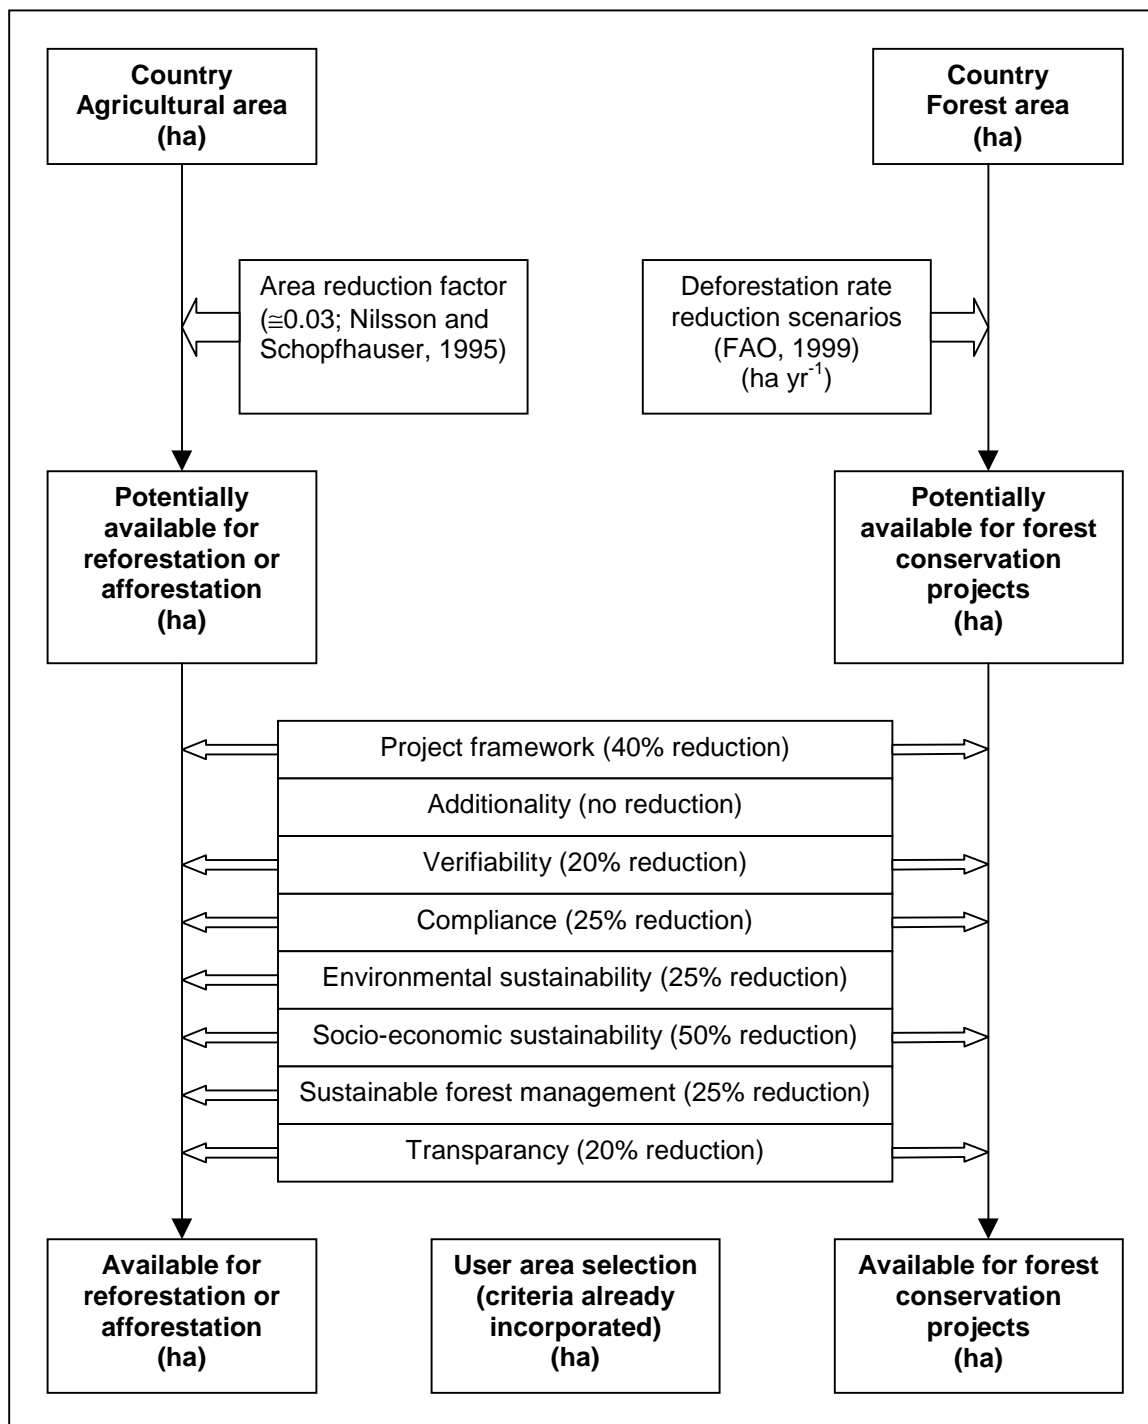 Country
Agricultural area
(ha)
Country
Forest area
(ha)
Area reduction factor
(≅0.03; Nilsson and
Schopfhauser, 1995)
Deforestation rate
reduction scenarios
(FAO, 1999)
(ha yr⁻¹)
Potentially
available for
reforestation or
afforestation
(ha)
Potentially
available for forest
conservation
projects
(ha)
Project framework (40% reduction)
Additionality (no reduction)
Verifiability (20% reduction)
Compliance (25% reduction)
Environmental sustainability (25% reduction)
Socio-economic sustainability (50% reduction)
Sustainable forest management (25% reduction)
Transparancy (20% reduction)
Available for
reforestation or
afforestation
(ha)
User area selection
(criteria already
incorporated)
(ha)
Available for forest
conservation
projects
(ha)